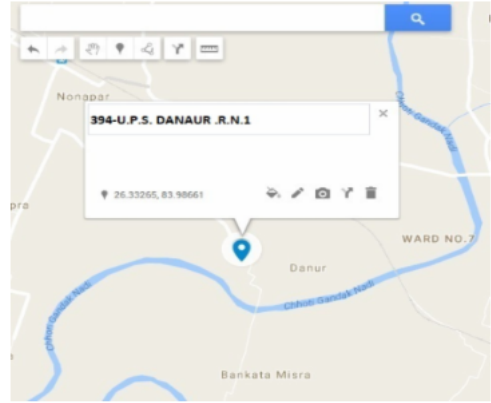 Nonapar
394-U.P.S. DANAUR .R.N.1
26.33265, 83.98661
Chhoti Gandak Nadi
pra
WARD NO.7
Danur
Chhoti Gandak Nadi
Chhoti Gandak Nadi
Bankata Misra